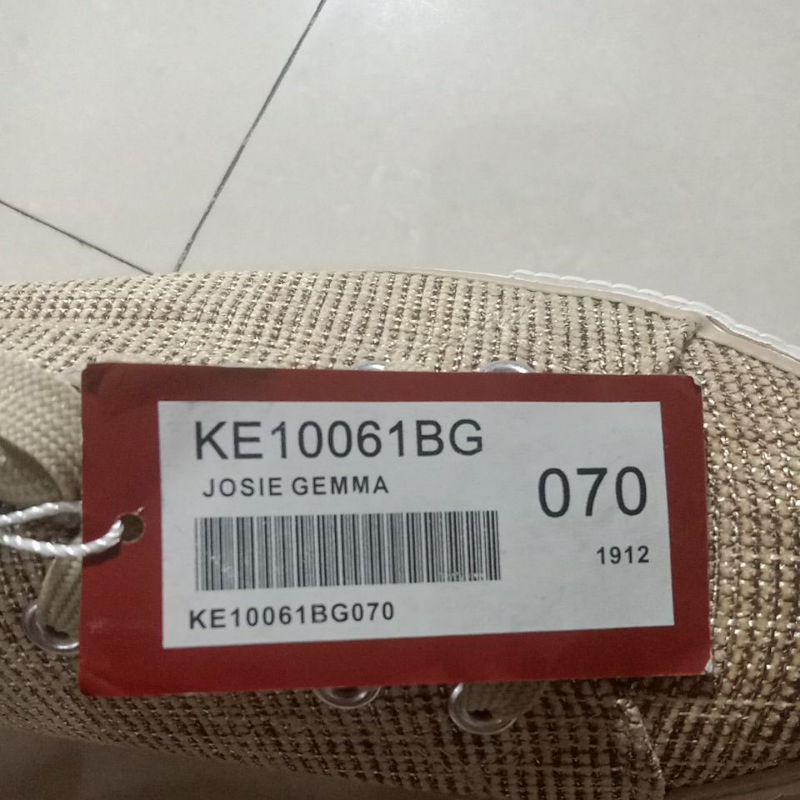 KE10061BG
JOSIE GEMMA
070
1912
KE10061BG070